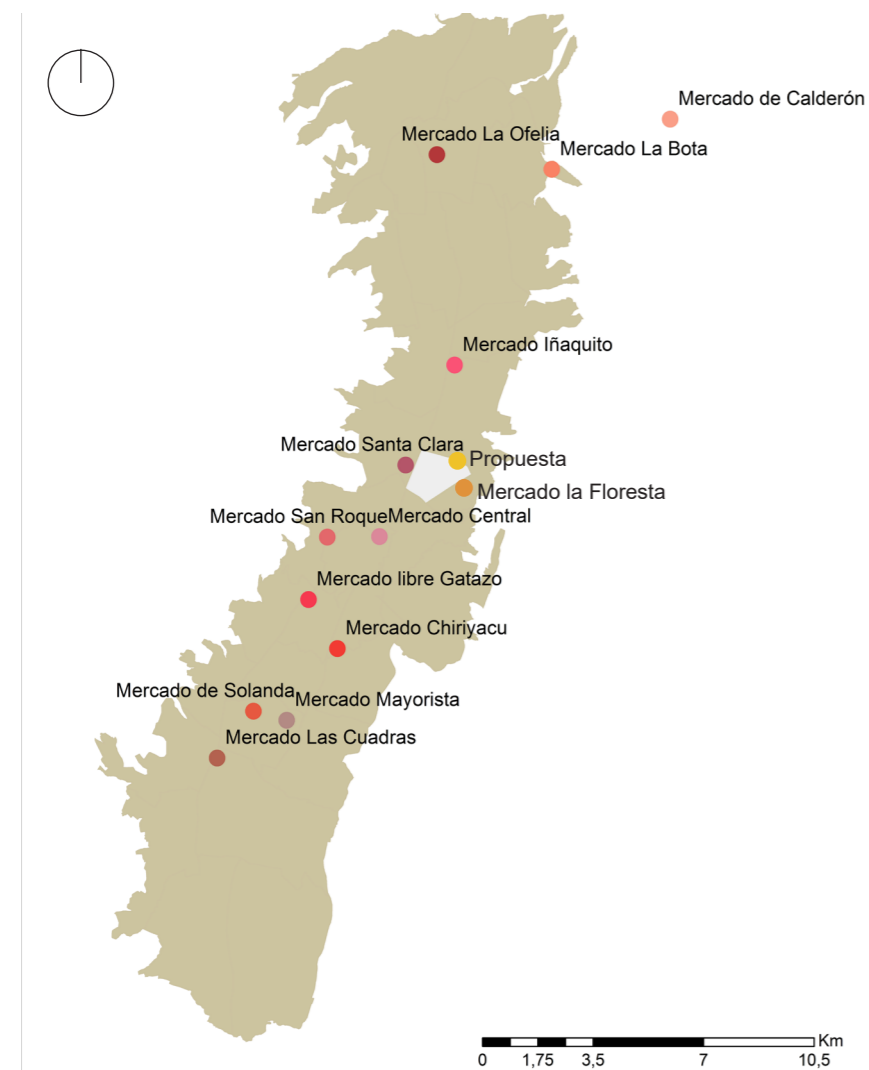 Mercado de Calderón
Mercado La Ofelia
Mercado La Bota
Mercado Iñaquito
Mercado Santa Clara
Propuesta
Mercado la Floresta
Mercado San Roque
Mercado Central
Mercado libre Gatazo
Mercado Chiriyacu
Mercado de Solanda
Mercado Mayorista
Mercado Las Cuadras
Km
0 1,75 3,5 7 10,5